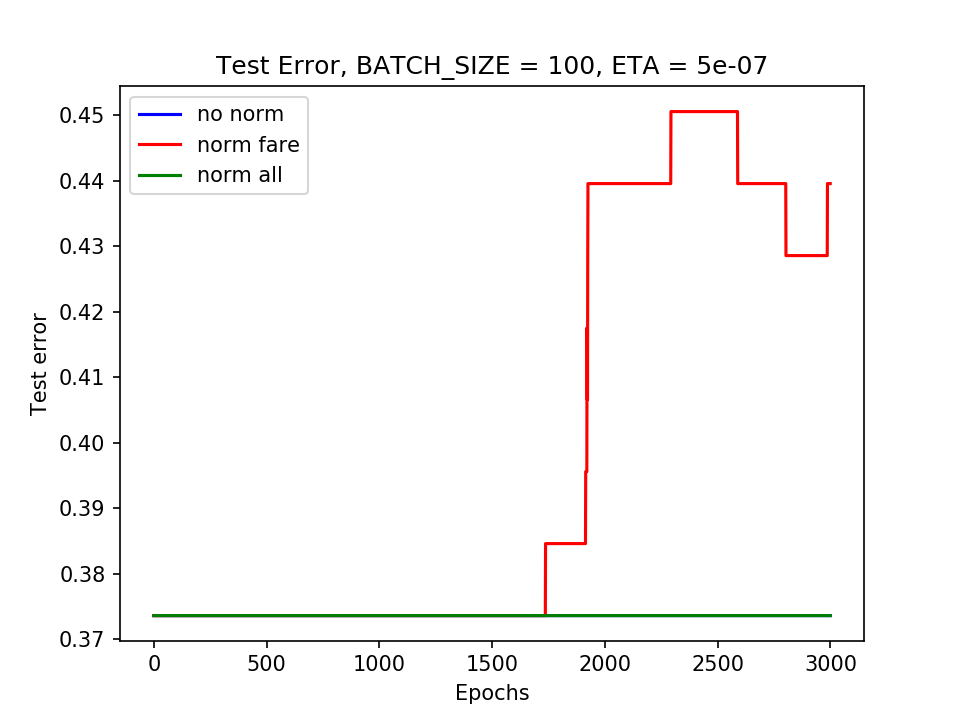 Test Error, BATCH_SIZE = 100, ETA = 5e-07
no norm
norm fare
norm all
0.45
0.44
0.43
0.42
0.41
0.40
0.39
0.38
0.37
Test error
0 500 1000 1500 2000 2500 3000
Epochs